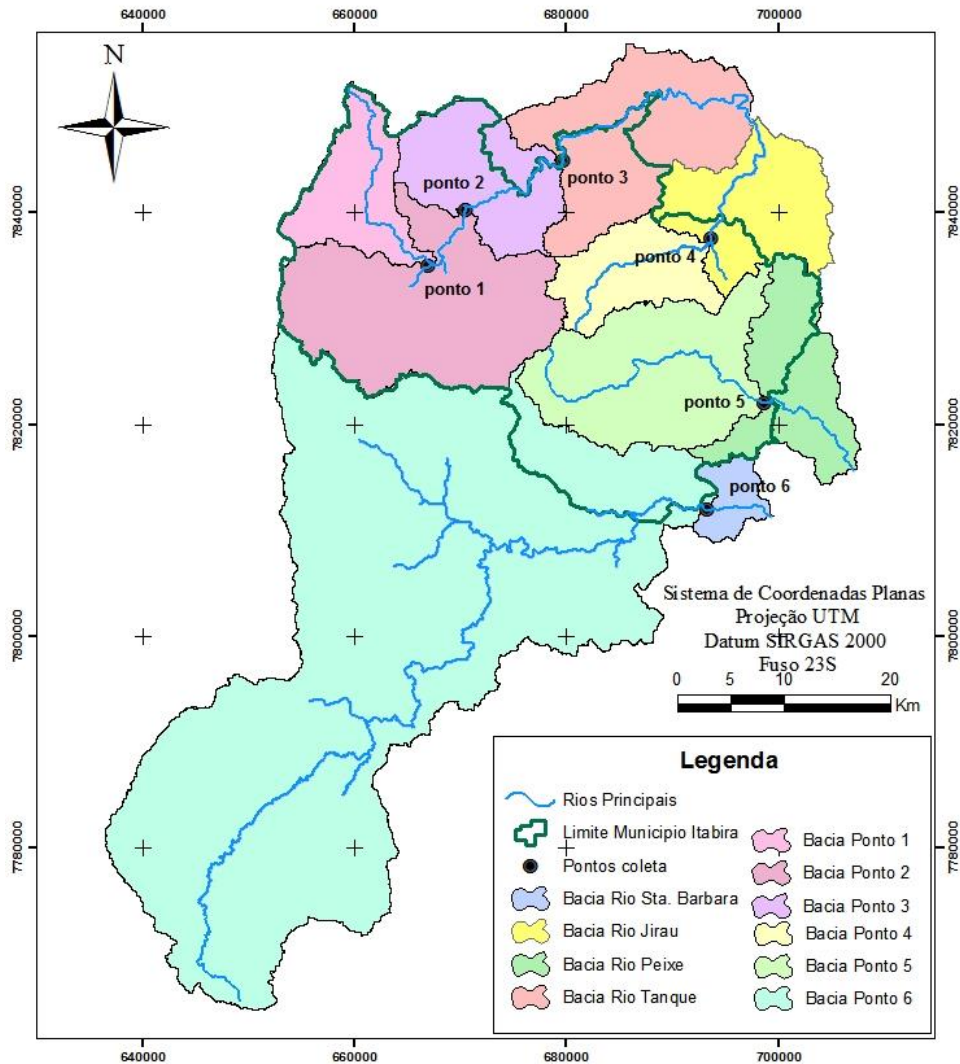 640000 660000 680000 700000
N
7840000
7840000
ponto 2
ponto 3
ponto 4
ponto 1
7820000
7820000
ponto 5
ponto 6
Sistema de Coordenadas Planas
Projeção UTM
Datum SIRGAS 2000
Fuso 23S
7800000
7800000
0 5 10 20
Km
Legenda
Rios Principais
Limite Municipio Itabira
Pontos coleta
Bacia Rio Sta. Barbara
Bacia Rio Jirau
Bacia Rio Peixe
Bacia Rio Tanque
Bacia Ponto 1
Bacia Ponto 2
Bacia Ponto 3
Bacia Ponto 4
Bacia Ponto 5
Bacia Ponto 6
7780000
7780000
640000 660000 680000 700000